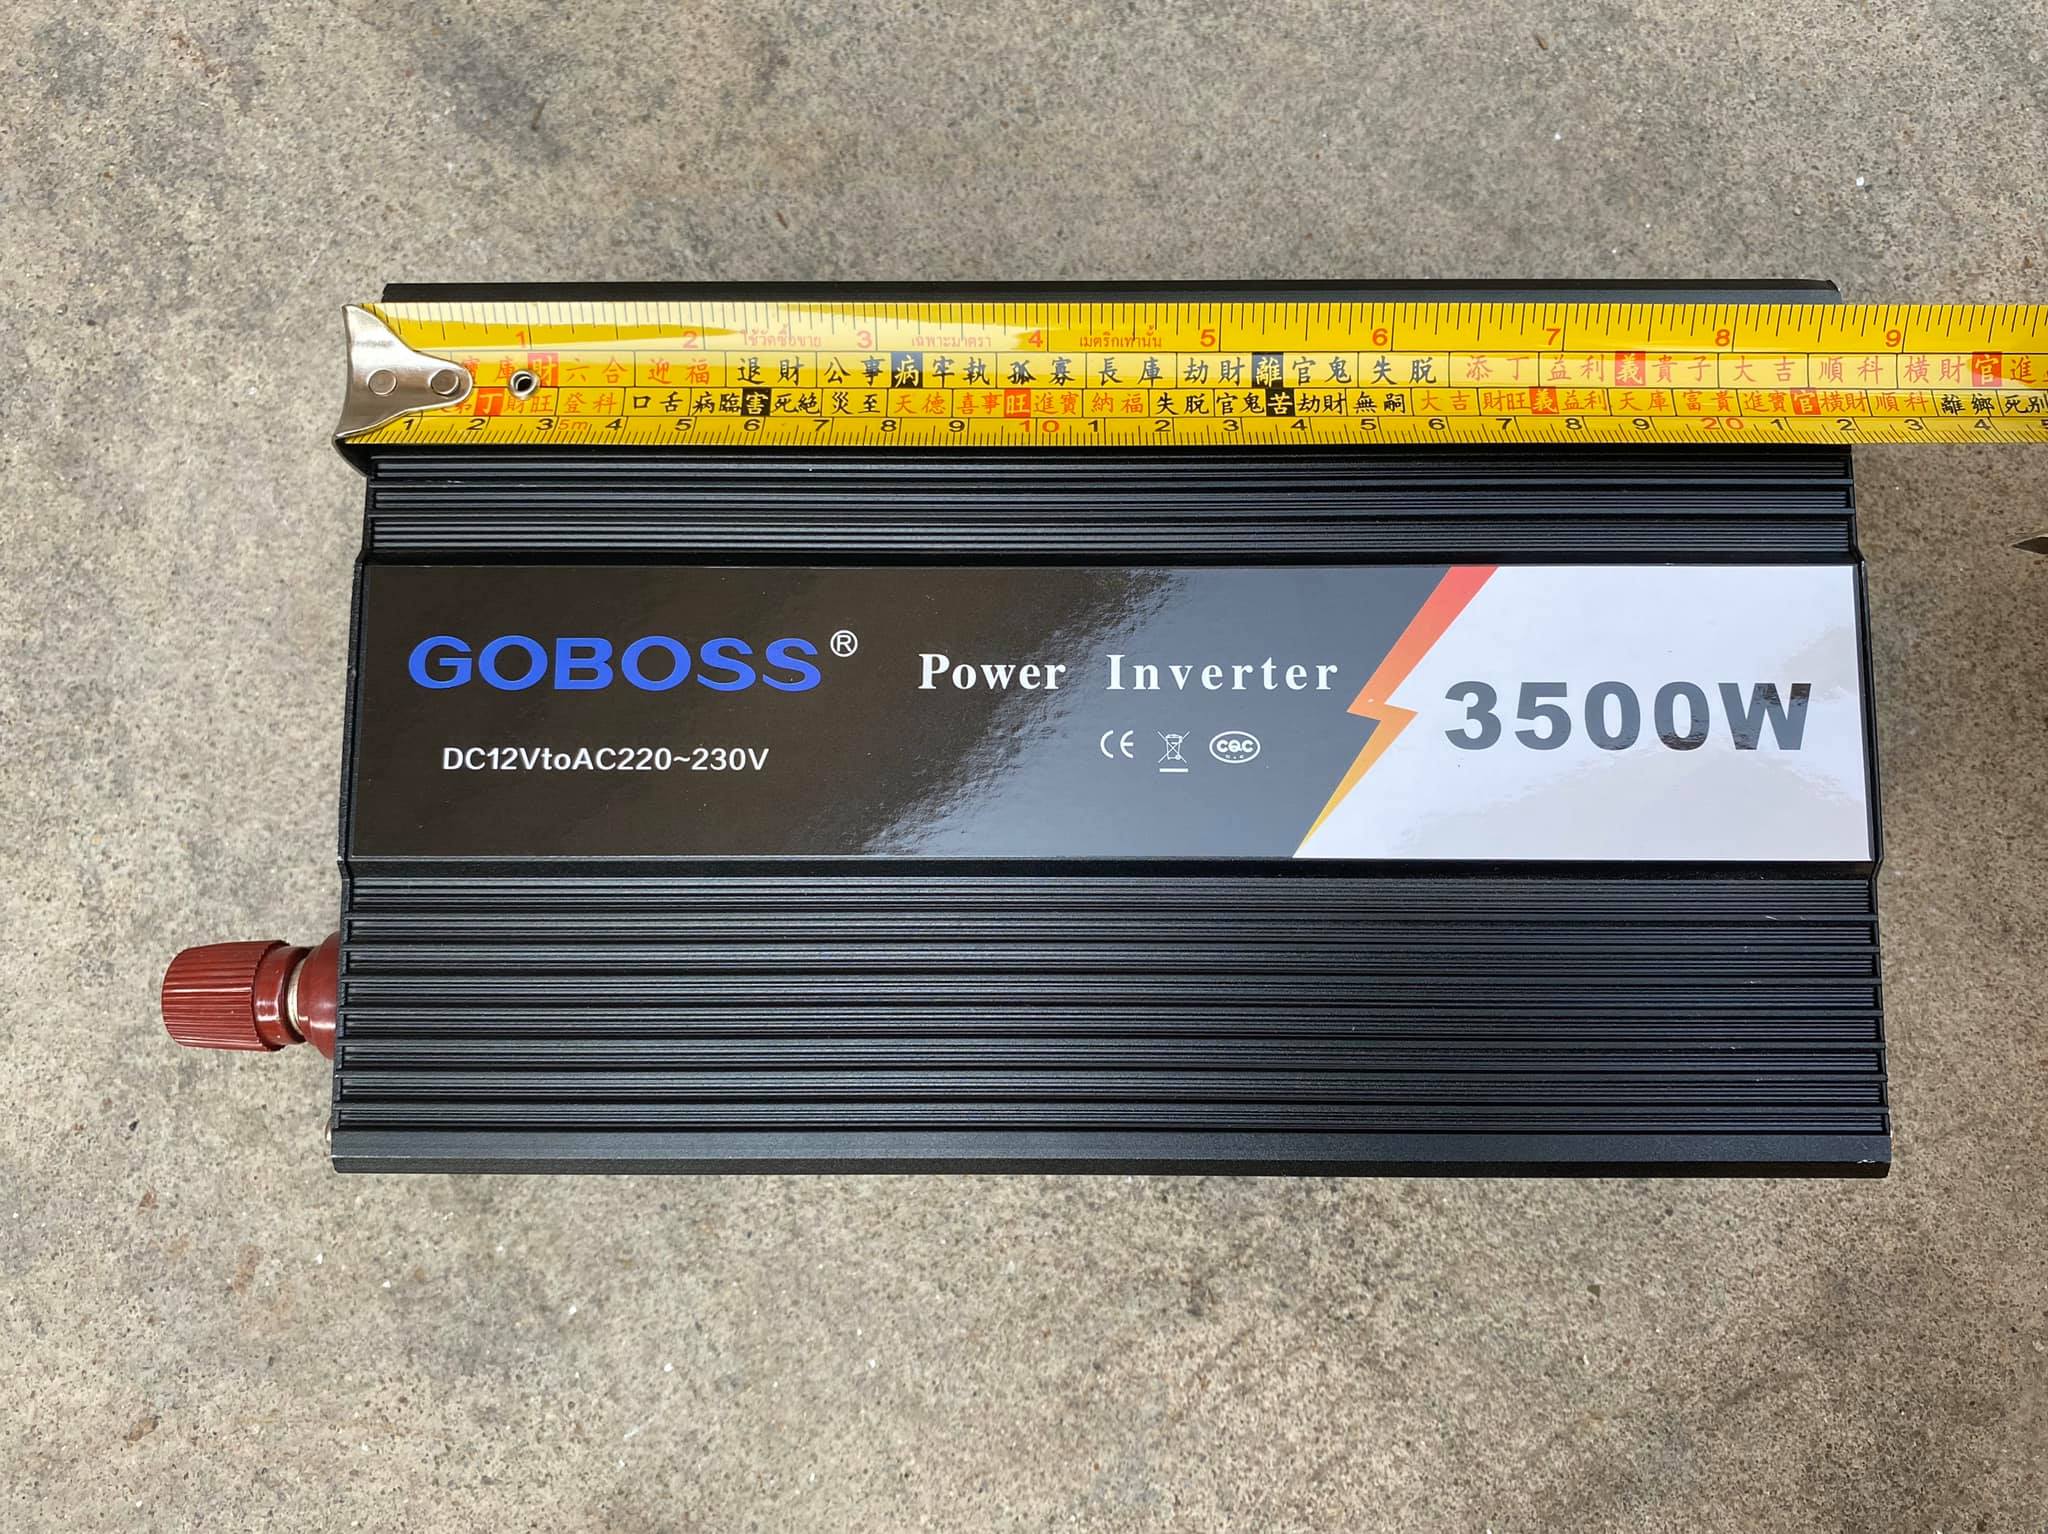 1 2 ใช้วัดซื้อขาย 3 เฉพาะมาตรา 4 เมตริกเท่านั้น 5 6 7 8 9
庫 財 六合 迎福 退財 公事 病 牢執 孤寡 長庫 劫財 離 官鬼 失脱 添丁 益利 義 貴子 大吉 順科 橫財 官 進
丁 財旺 登科 口舌 病臨 害 死絶 災至 天德 喜事 旺 進寶 納福 失脱 官鬼 苦 劫財 無嗣 大吉 財旺 義 益利 天庫 富貴 進寶 官 橫財 順科 離鄉 死別
1 2 3 5m 4 5 6 7 8 9 10 1 2 3 4 5 6 7 8 9 20 1 2 3 4
GOBOSS®
Power Inverter
3500W
DC12VtoAC220~230V
CE CQC